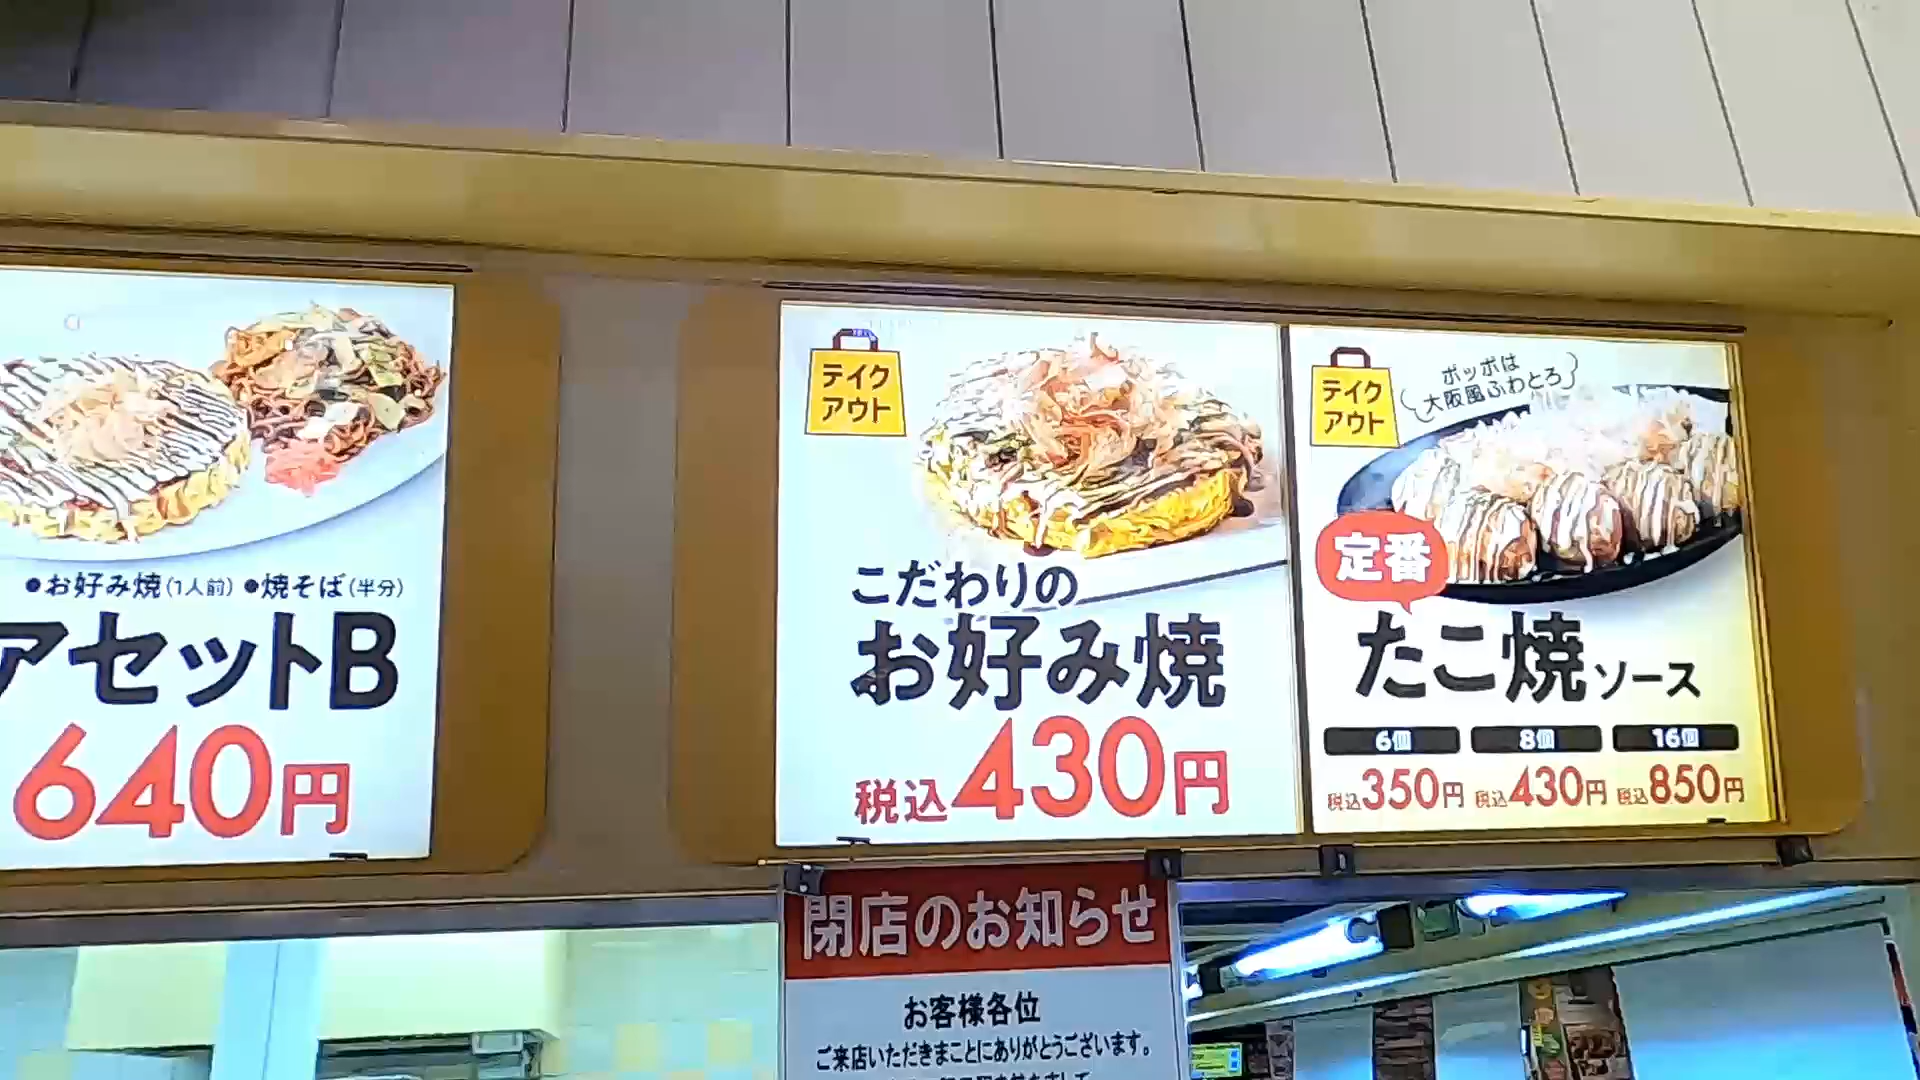 ●お好み焼(1人前) ●焼そば(半分)
アセットB
640円
テイク
アウト
こだわりの
お好み焼
税込430円
テイク
アウト
ポッポは
大阪風ふわとろ
定番
たこ焼ソース
6個 8個 16個
税込350円 税込430円 税込850円
閉店のお知らせ
お客様各位
ご来店いただきまことにありがとうございます。